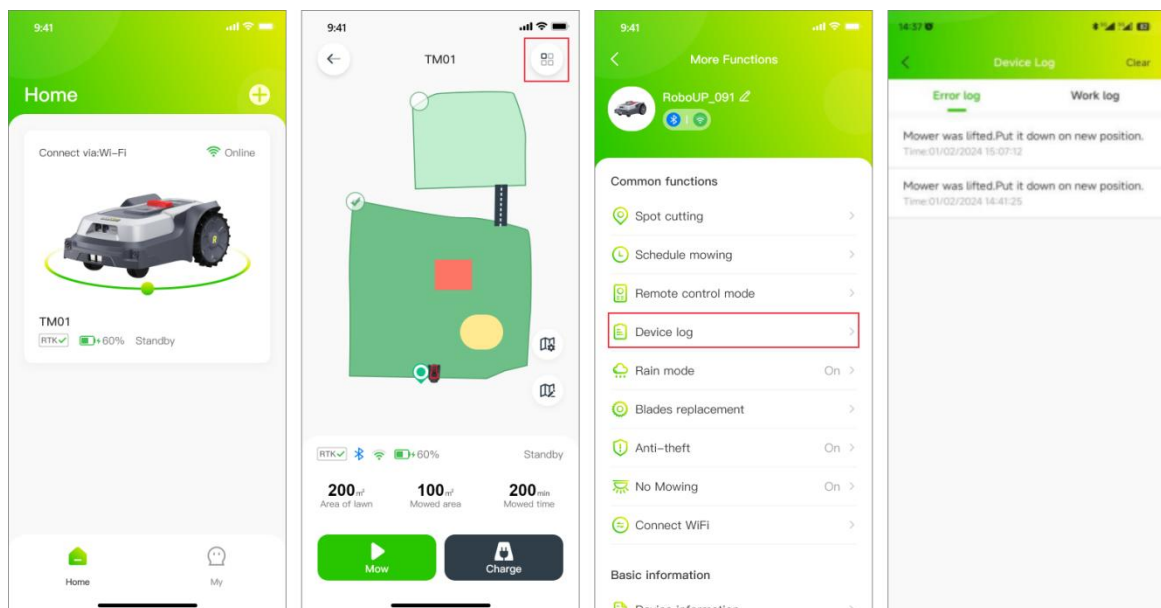 9:41
Home
Connect via:Wi-Fi
Online
TM01
RTK 60% Standby
Home
My
9:41
TM01
RTK 60% Standby
200 m² 100 m² 200 min
Area of lawn Mowed area Mowed time
Mow
Charge
9:41
More Functions
RoboUP_091
Common functions
Spot cutting
Schedule mowing
Remote control mode
Device log
Rain mode On
Blades replacement
Anti-theft On
No Mowing On
Connect WiFi
Basic information
Device information
14:37
Device Log Clear
Error log Work log
Mower was lifted.Put it down on new position.
Time:01/02/2024 15:07:12
Mower was lifted.Put it down on new position.
Time:01/02/2024 14:41:25